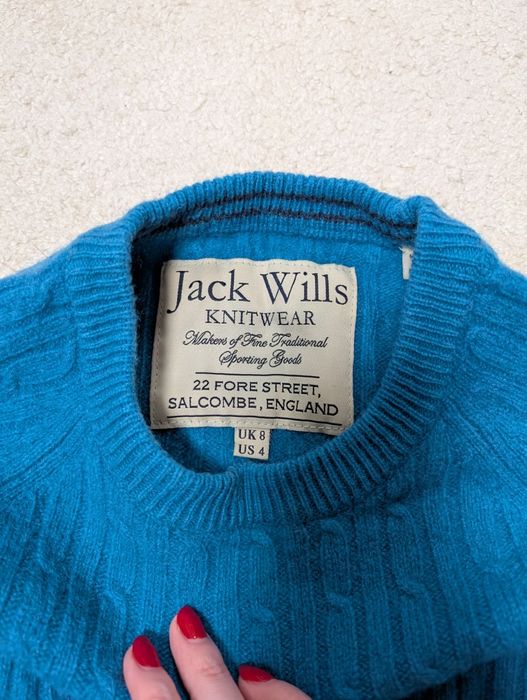 Jack Wills
KNITWEAR
Makers of Fine Traditional
Sporting Goods
22 FORE STREET,
SALCOMBE, ENGLAND
UK 8
US 4